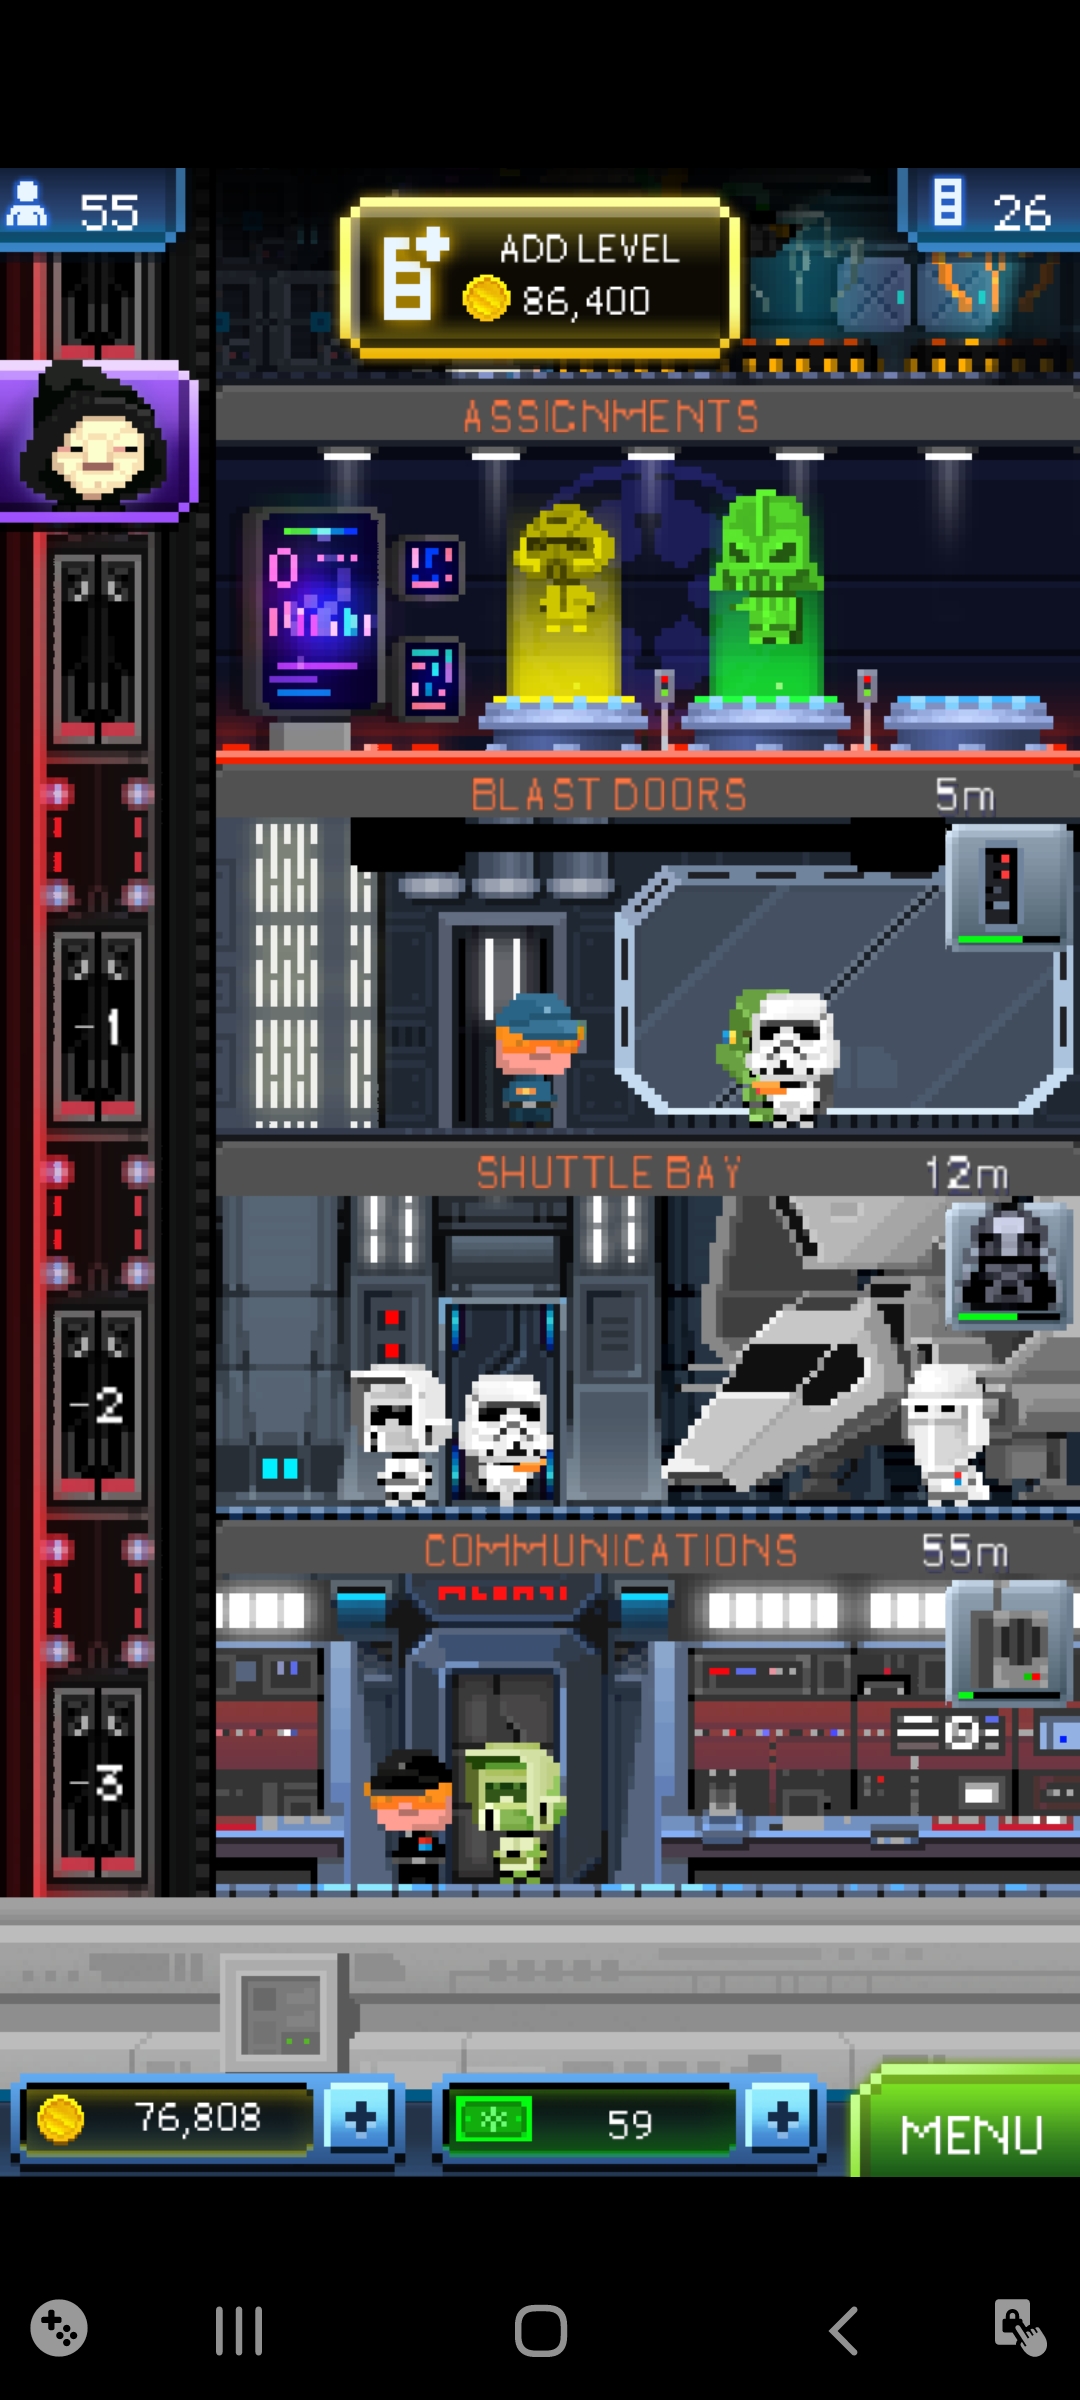 55
ADD LEVEL
86,400
26
ASSIGNMENTS
BLAST DOORS 5m
-1
SHUTTLE BAY 12m
-2
COMMUNICATIONS 55m
-3
76,808
59
MENU